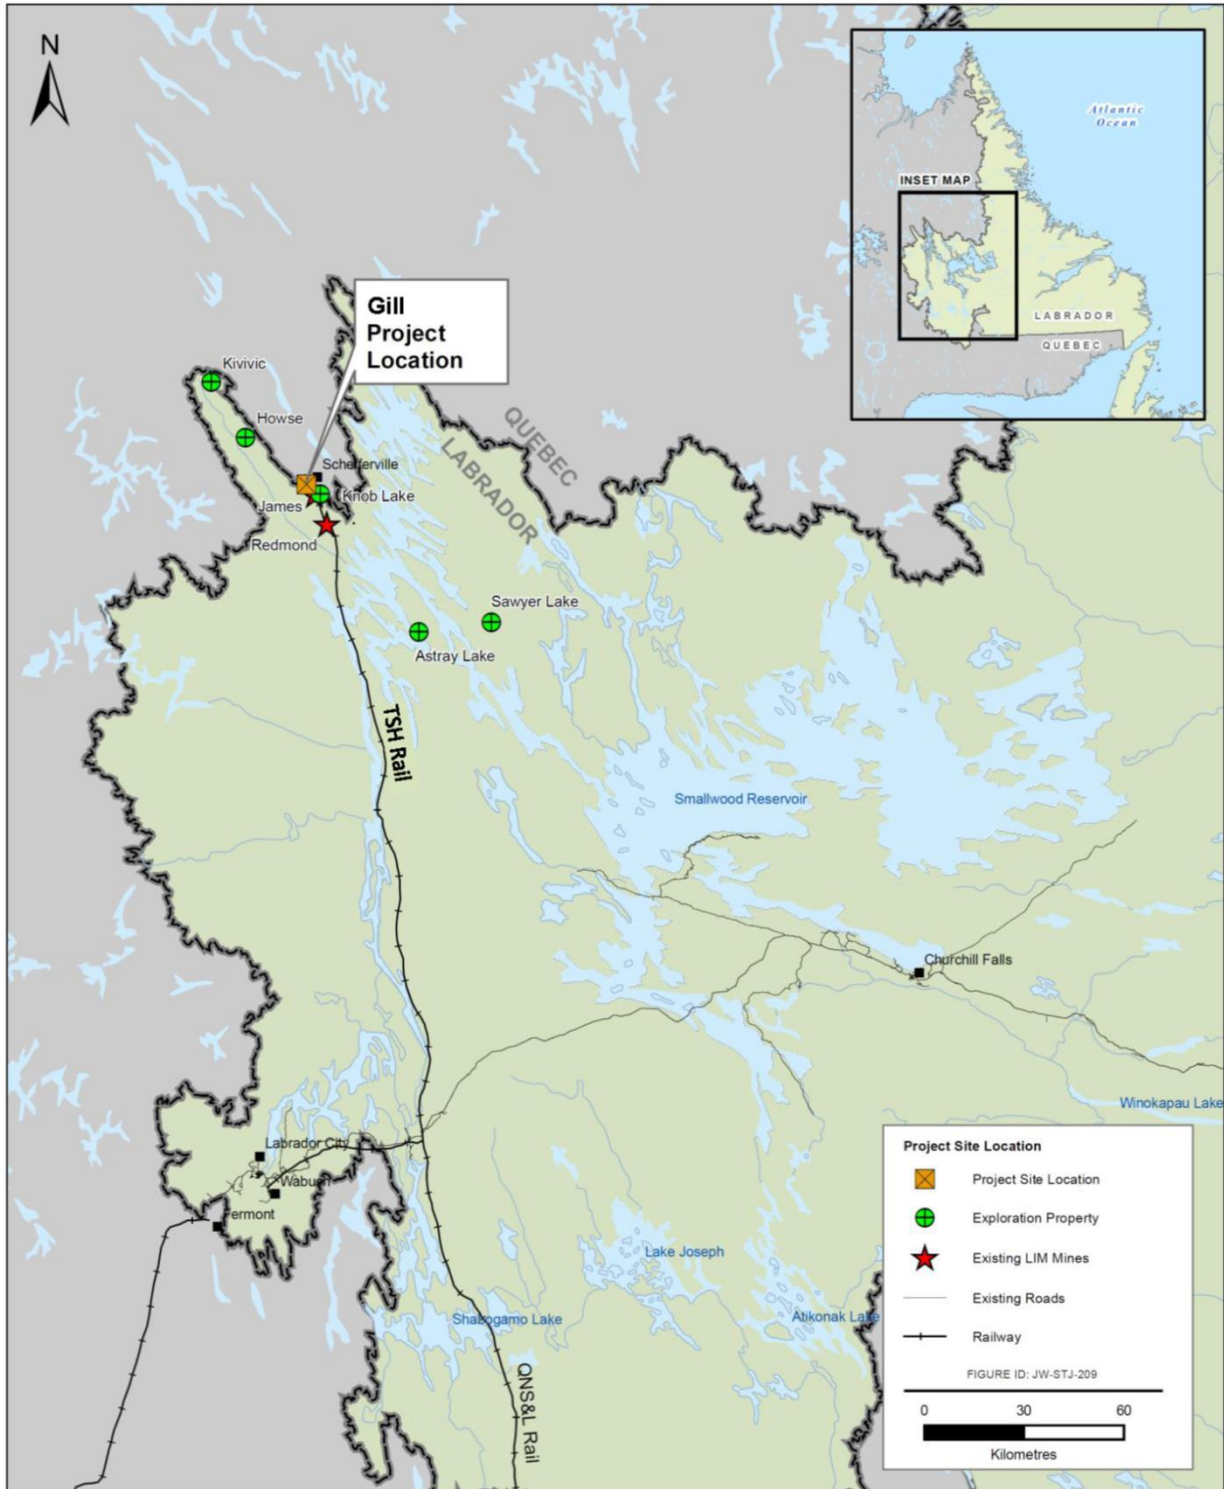 N
Atlantic
Ocean
INSET MAP
LABRADOR
QUEBEC
Gill
Project
Location
Kivivic
Howse
Schefferville
James
Knob Lake
Redmond
QUEBEC
LABRADOR
Sawyer Lake
Astray Lake
TSH Rail
Smallwood Reservoir
Churchill Falls
Winokapau Lake
Labrador City
Wabush
Fermont
Lake Joseph
Shabogamo Lake
Atikonak Lake
QNS&L Rail
Project Site Location
Project Site Location
Exploration Property
Existing LIM Mines
Existing Roads
Railway
FIGURE ID: JW-STJ-209
0 30 60
Kilometres